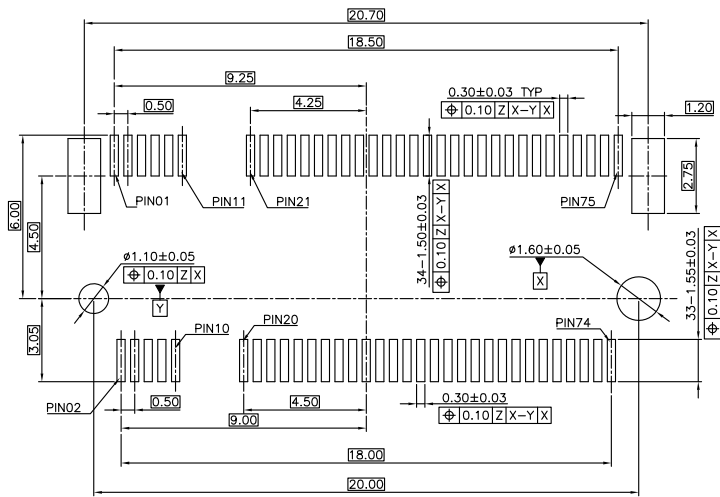 20.70
18.50
9.25
0.50
4.25
0.30±0.03 TYP
⌖ 0.10 Z X-Y X
1.20
2.75
6.00
4.50
PIN01
PIN11
PIN21
PIN75
34-1.50±0.03
⌖ 0.10 Z X-Y X
33-1.55±0.03
⌖ 0.10 Z X-Y X
ø1.10±0.05
⌖ 0.10 Z X
Y
ø1.60±0.05
X
3.05
PIN10
PIN20
PIN74
PIN02
0.50
4.50
0.30±0.03
⌖ 0.10 Z X-Y X
9.00
18.00
20.00